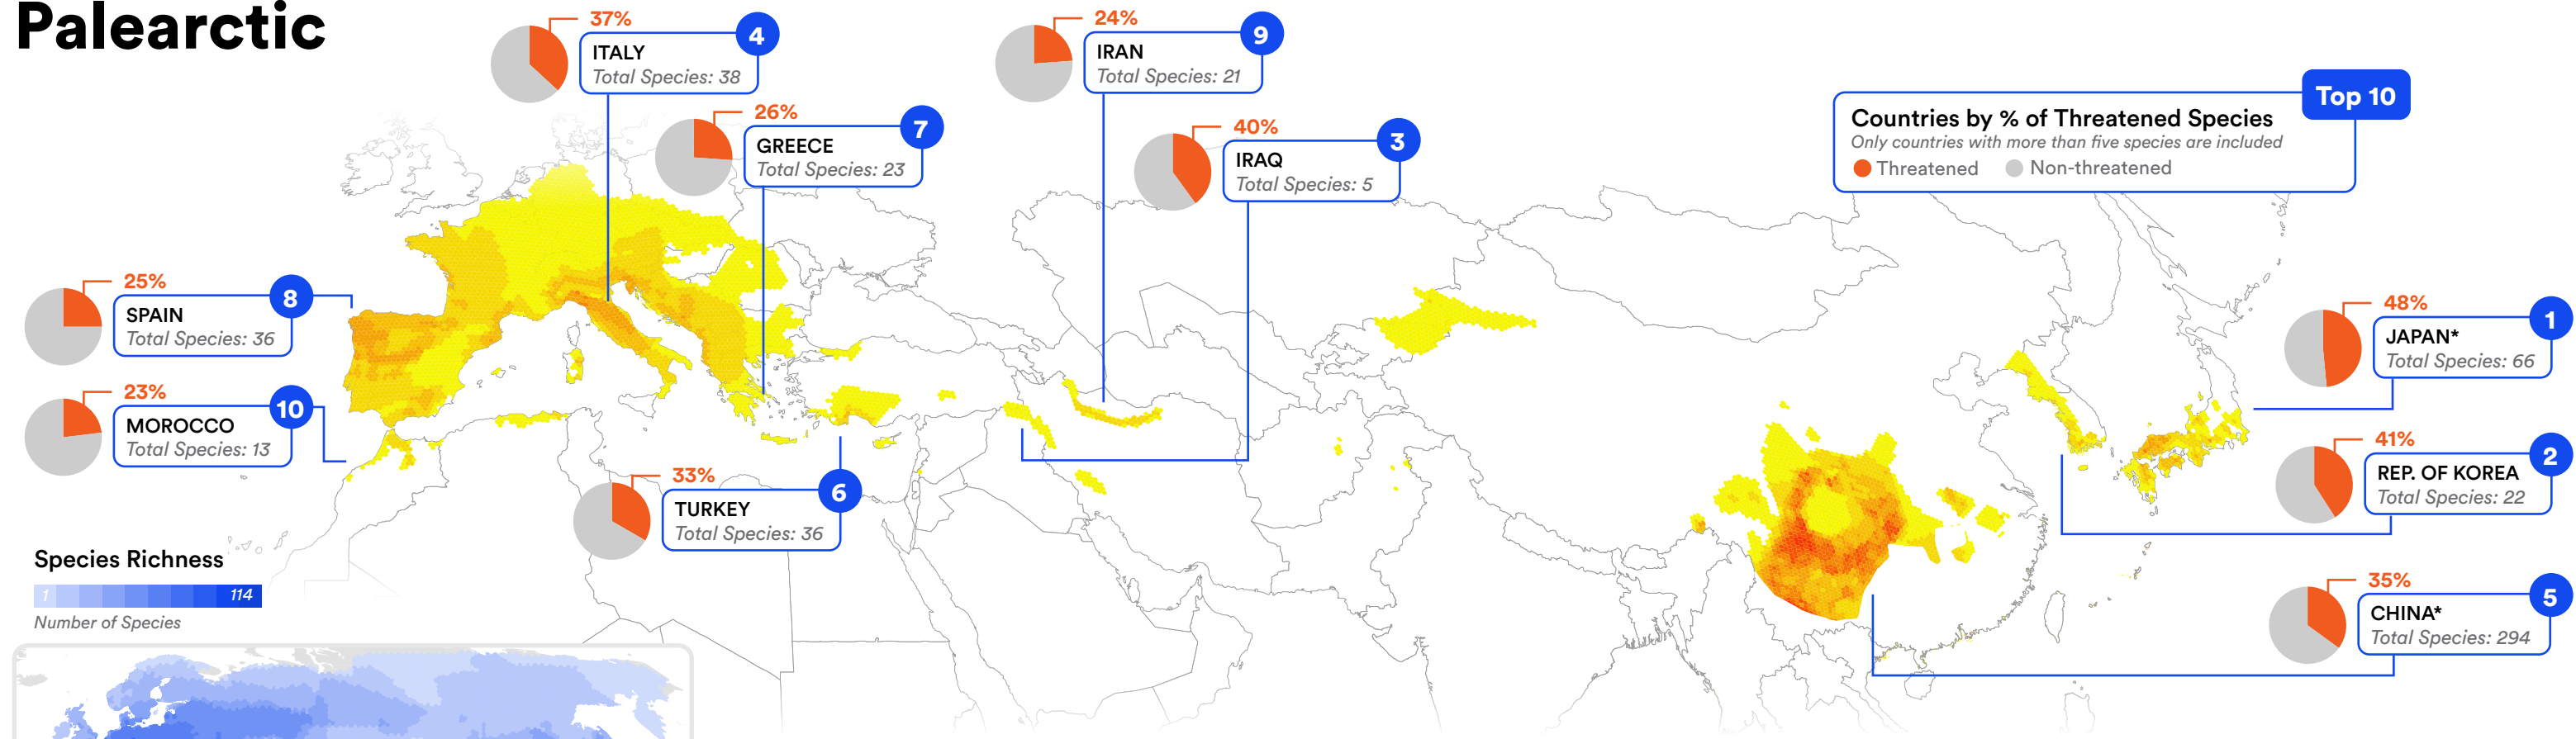 Palearctic
37%
4
ITALY
Total Species: 38
24%
9
IRAN
Total Species: 21
26%
7
GREECE
Total Species: 23
40%
3
IRAQ
Total Species: 5
Top 10
Countries by % of Threatened Species
Only countries with more than five species are included
Threatened
Non-threatened
25%
8
SPAIN
Total Species: 36
23%
10
MOROCCO
Total Species: 13
33%
6
TURKEY
Total Species: 36
48%
1
JAPAN*
Total Species: 66
41%
2
REP. OF KOREA
Total Species: 22
35%
5
CHINA*
Total Species: 294
Species Richness
1
114
Number of Species